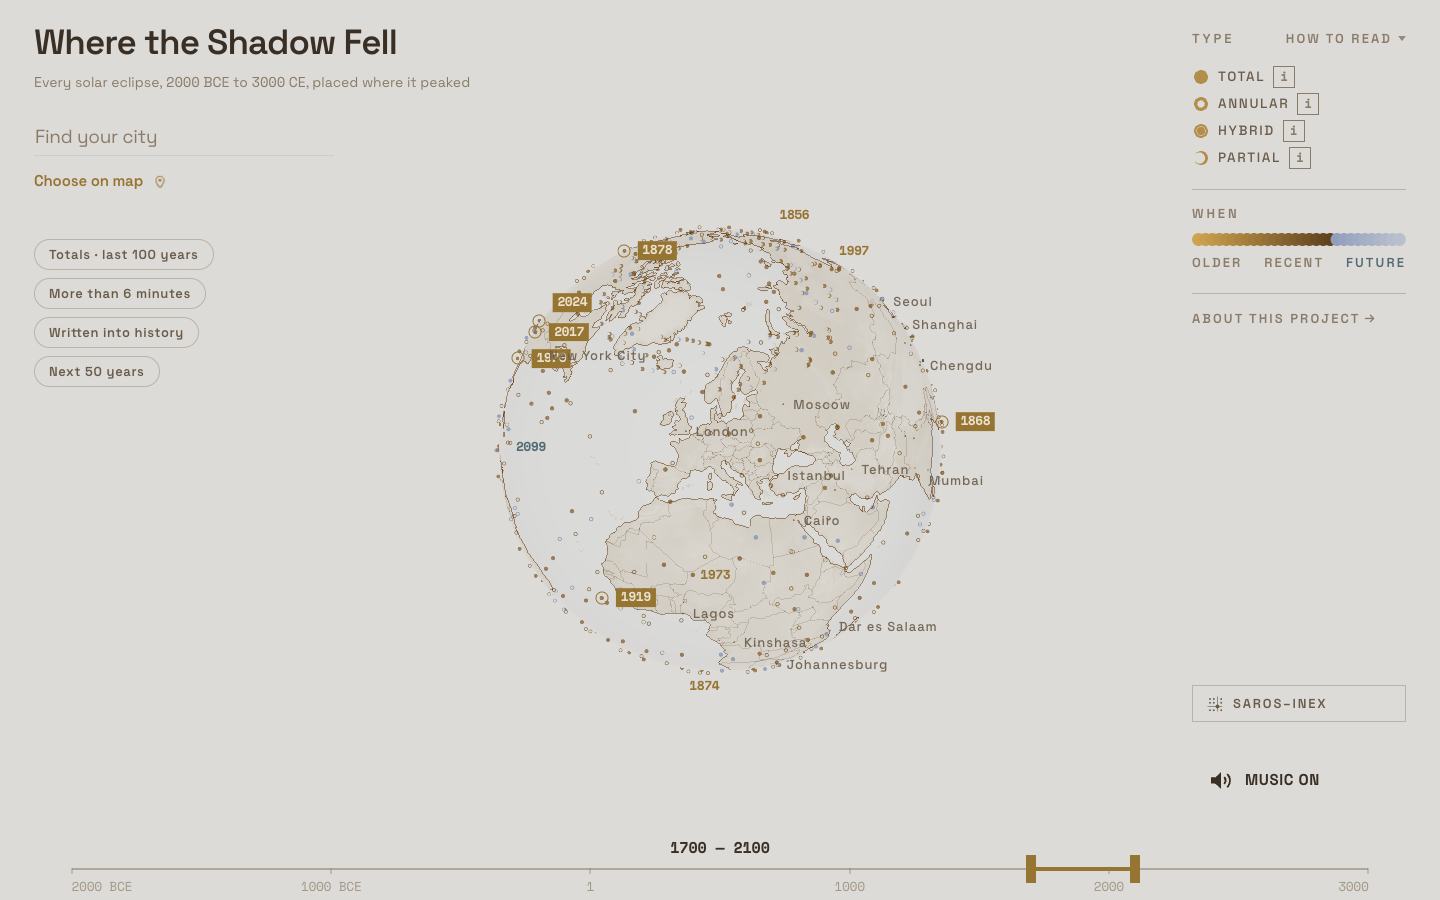 Where the Shadow Fell
Every solar eclipse, 2000 BCE to 3000 CE, placed where it peaked
Find your city
Choose on map
Totals · last 100 years
More than 6 minutes
Written into history
Next 50 years
TYPE
HOW TO READ
TOTAL i
ANNULAR i
HYBRID i
PARTIAL i
WHEN
OLDER RECENT FUTURE
ABOUT THIS PROJECT →
1856
1878
1997
2024
Seoul
2017
Shanghai
New York City
Chengdu
Moscow
1868
London
2099
Tehran
Istanbul
Mumbai
Cairo
1973
1919
Lagos
Dar es Salaam
Kinshasa
Johannesburg
1874
SAROS–INEX
MUSIC ON
1700 — 2100
2000 BCE
1000 BCE
1
1000
2000
3000